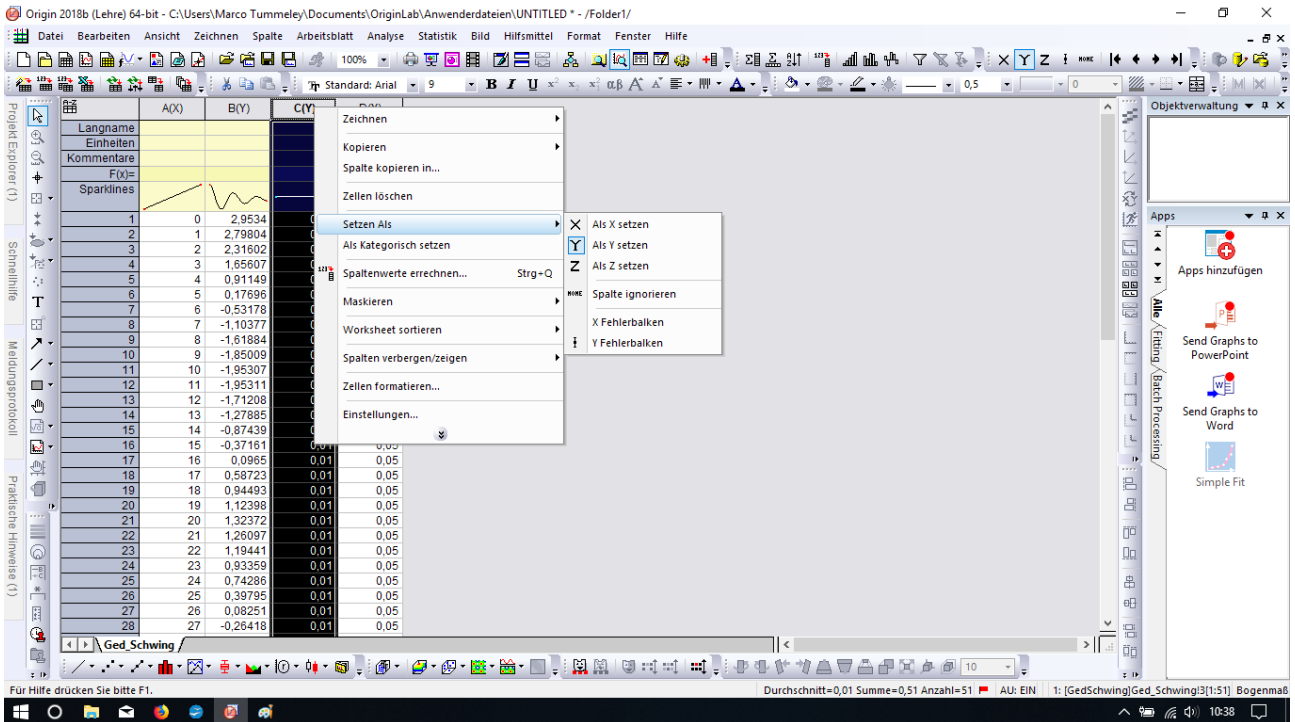 Origin 2018b (Lehre) 64-bit - C:\Users\Marco Tummeley\Documents\OriginLab\Anwenderdateien\UNTITLED * - /Folder1/
Datei Bearbeiten Ansicht Zeichnen Spalte Arbeitsblatt Analyse Statistik Bild Hilfsmittel Format Fenster Hilfe
100%
Standard: Arial 9 B I U 0,5 0
Projekt Explorer (1)
Schnellhilfe
Meldungsprotokoll
Praktische Hinweise (1)
A(X) B(Y) C(Y)
Langname
Einheiten
Kommentare
F(x)=
Sparklines
1 0 2,9534
2 1 2,79804
3 2 2,31602
4 3 1,65607
5 4 0,91149
6 5 0,17696
7 6 -0,53178
8 7 -1,10377
9 8 -1,61884
10 9 -1,85009
11 10 -1,95307
12 11 -1,95311
13 12 -1,71208
14 13 -1,27885
15 14 -0,87439
16 15 -0,37161 0,01 0,05
17 16 0,0965 0,01 0,05
18 17 0,58723 0,01 0,05
19 18 0,94493 0,01 0,05
20 19 1,12398 0,01 0,05
21 20 1,32372 0,01 0,05
22 21 1,26097 0,01 0,05
23 22 1,19441 0,01 0,05
24 23 0,93359 0,01 0,05
25 24 0,74286 0,01 0,05
26 25 0,39795 0,01 0,05
27 26 0,08251 0,01 0,05
28 27 -0,26418 0,01 0,05
Zeichnen
Kopieren
Spalte kopieren in...
Zellen löschen
Setzen Als
Als Kategorisch setzen
Spaltenwerte errechnen... Strg+Q
Maskieren
Worksheet sortieren
Spalten verbergen/zeigen
Zellen formatieren...
Einstellungen...
X Als X setzen
Y Als Y setzen
Z Als Z setzen
NONE Spalte ignorieren
X Fehlerbalken
Y Fehlerbalken
Objektverwaltung
Apps
Alle
Fitting
Batch Processing
Apps hinzufügen
Send Graphs to
PowerPoint
Send Graphs to
Word
Simple Fit
Ged_Schwing
10
Für Hilfe drücken Sie bitte F1.
Durchschnitt=0,01 Summe=0,51 Anzahl=51 AU: EIN 1: [GedSchwing]Ged_Schwing!3[1:51] Bogenmaß
10:38